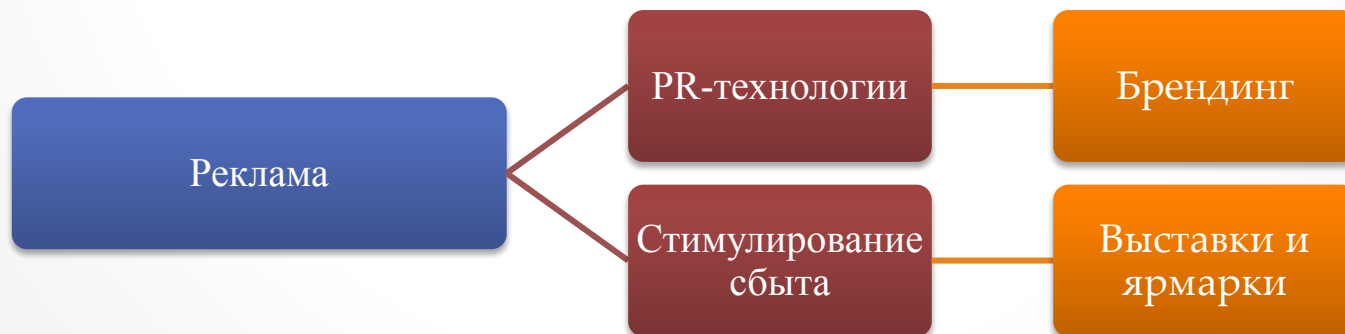 PR-технологии
Брендинг
Реклама
Стимулирование
сбыта
Выставки и
ярмарки